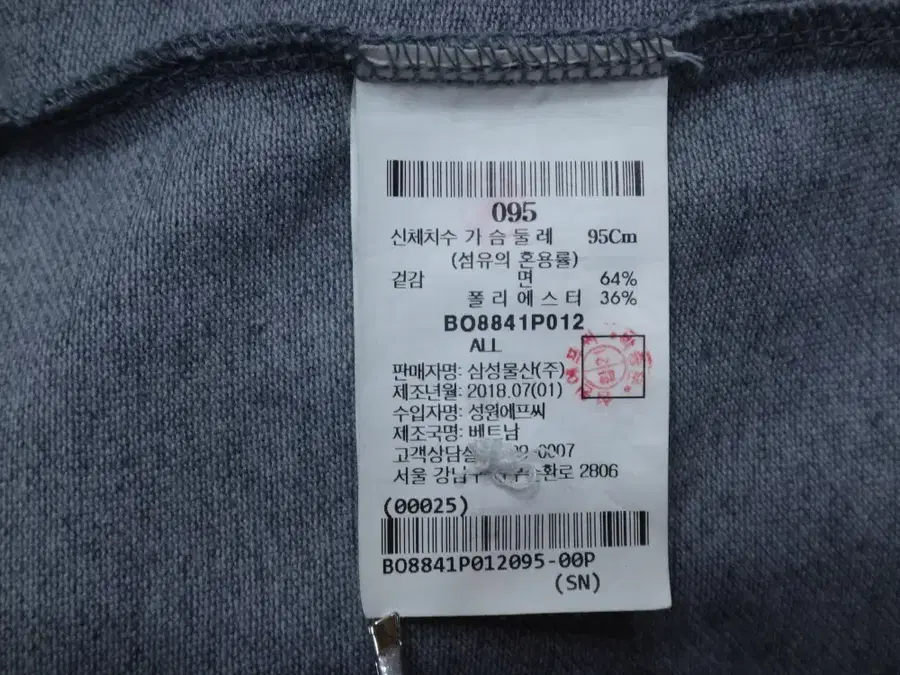 095
신체치수 가 슴 둘 레 95Cm
(섬유의 혼용률)
겉감 면 64%
폴 리 에 스 터 36%
BO8841P012
ALL
판매자명: 삼성물산(주)
제조년월: 2018.07(01)
수입자명: 성원에프씨
제조국명: 베트남
고객상담실
서울 강남구 2806
(00025)
BO8841P012095-00P
(SN)